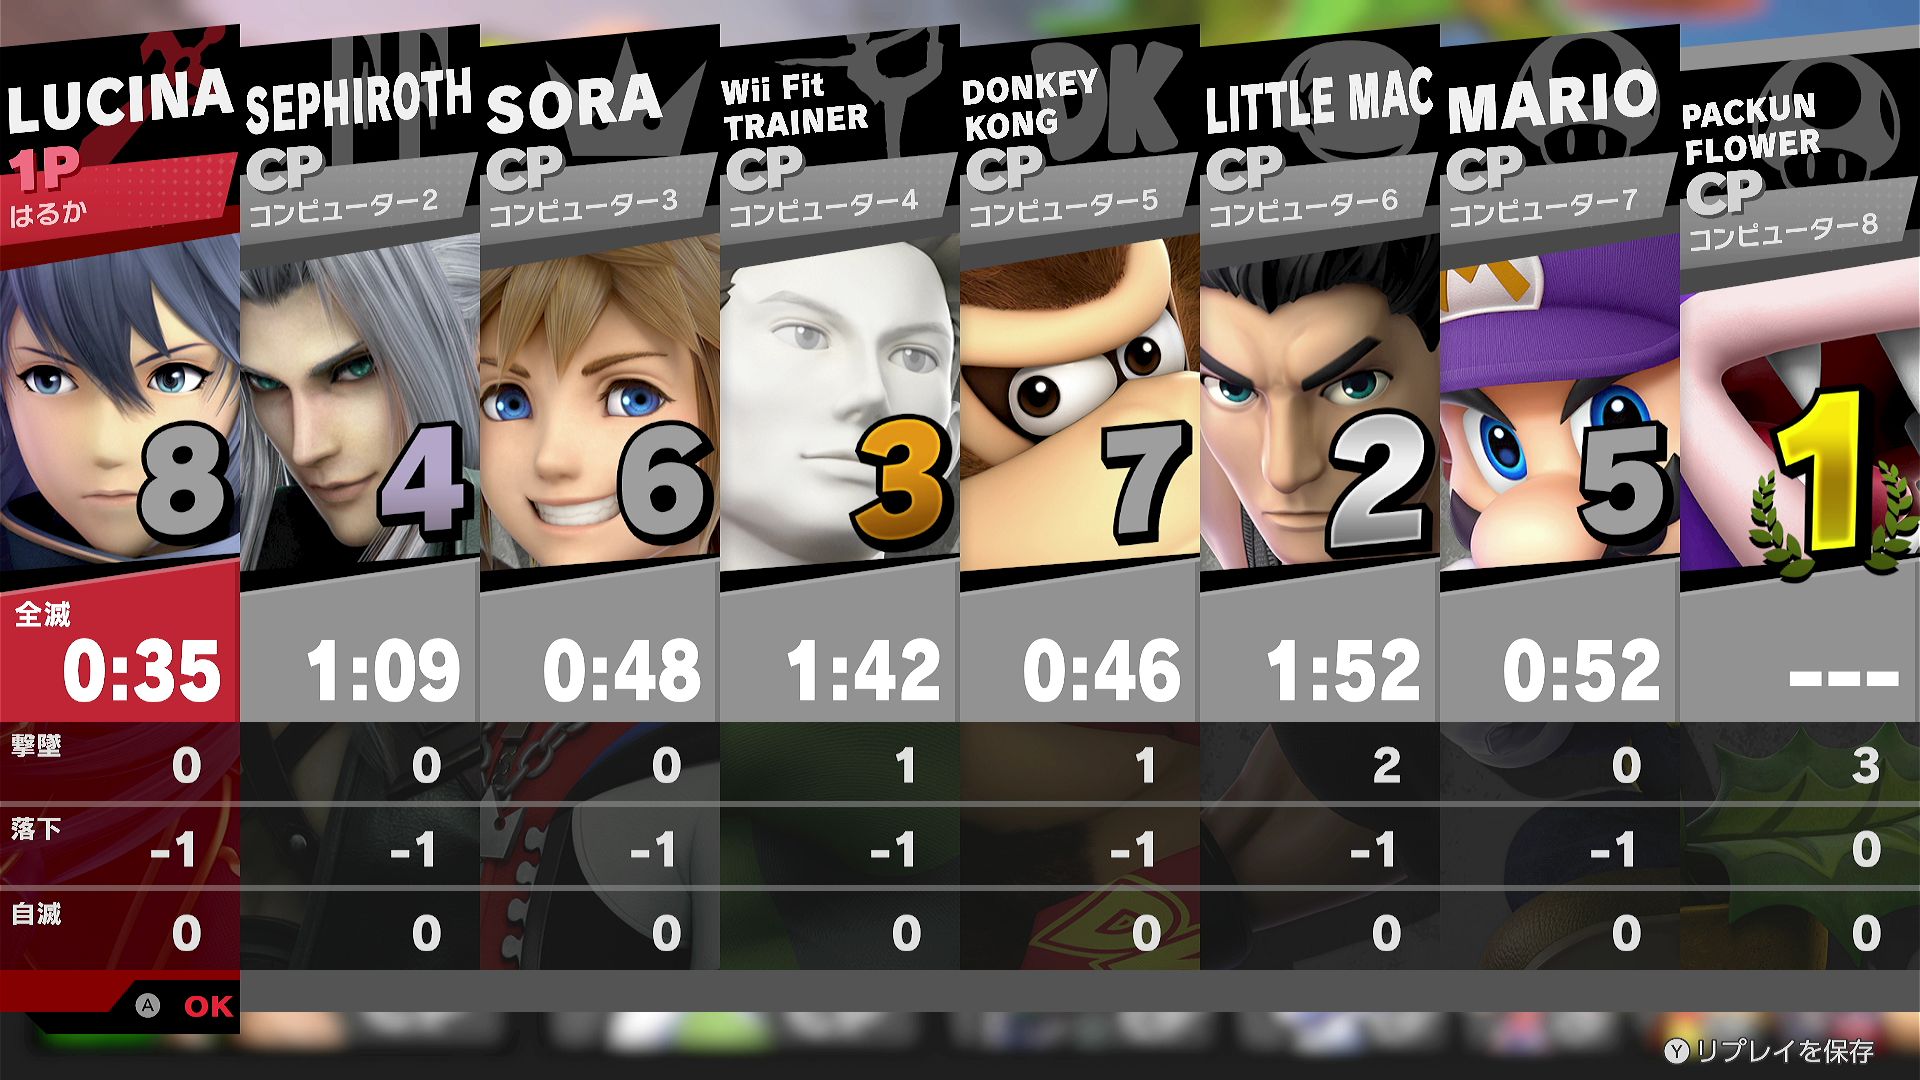 LUCINA
1P
はるか
8
全滅
0:35
撃墜 0
落下 -1
自滅 0
A OK
SEPHIROTH
CP
コンピューター2
4
1:09
0
-1
0
SORA
CP
コンピューター3
6
0:48
0
-1
0
Wii Fit
TRAINER
CP
コンピューター4
3
1:42
1
-1
0
DONKEY
KONG
DK
CP
コンピューター5
7
0:46
1
-1
0
LITTLE MAC
CP
コンピューター6
2
1:52
2
-1
0
MARIO
CP
コンピューター7
M
5
0:52
0
-1
0
PACKUN
FLOWER
CP
コンピューター8
1
---
3
0
0
Y リプレイを保存